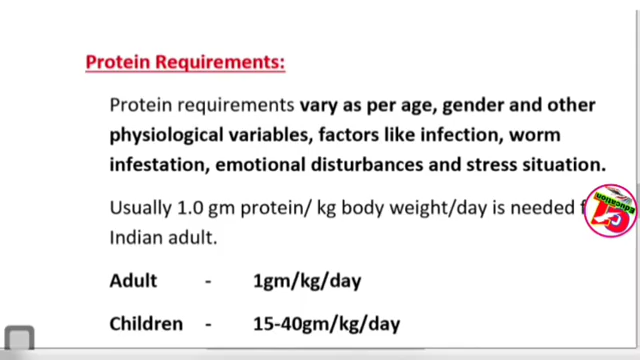 Protein Requirements:
Protein requirements vary as per age, gender and other
physiological variables, factors like infection, worm
infestation, emotional disturbances and stress situation.
Usually 1.0 gm protein/ kg body weight/day is needed f
Indian adult.
Adult - 1gm/kg/day
Children - 15-40gm/kg/day
Education
15